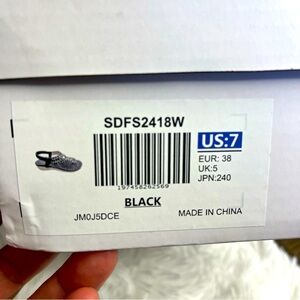 SDFS2418W
US:7
EUR: 38
UK:5
JPN:240
197458262569
BLACK
JM0J5DCE
MADE IN CHINA